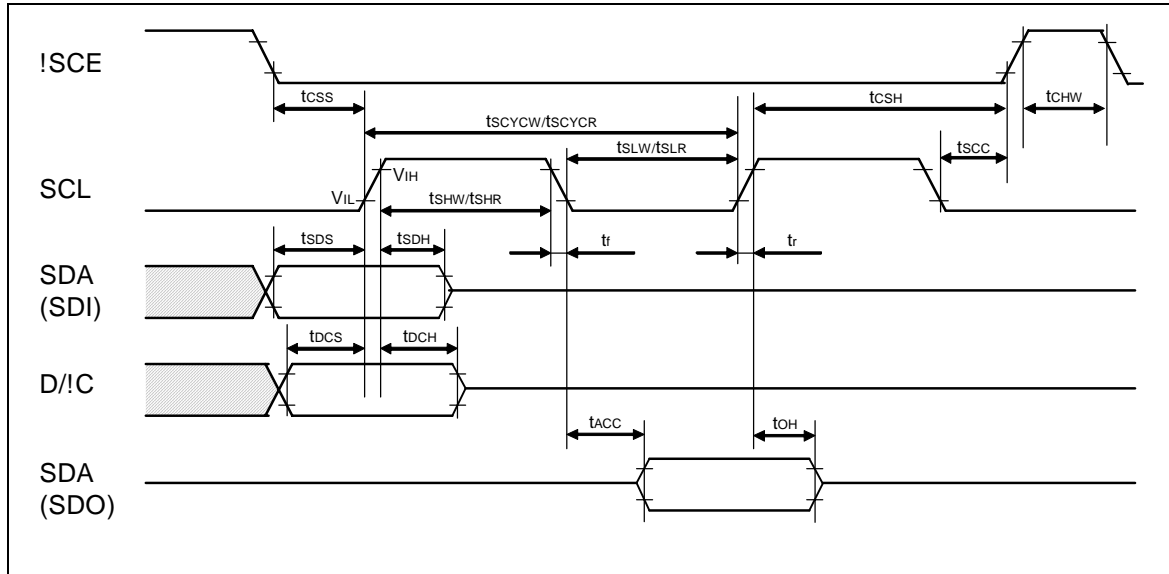 !SCE
tCSS
tCSH
tCHW
tSCYCW/tSCYCR
tSLW/tSLR
tSCC
SCL
VIL
VIH
tSHW/tSHR
tSDS
tSDH
tf
tr
SDA
(SDI)
tDCS
tDCH
D/!C
tACC
tOH
SDA
(SDO)